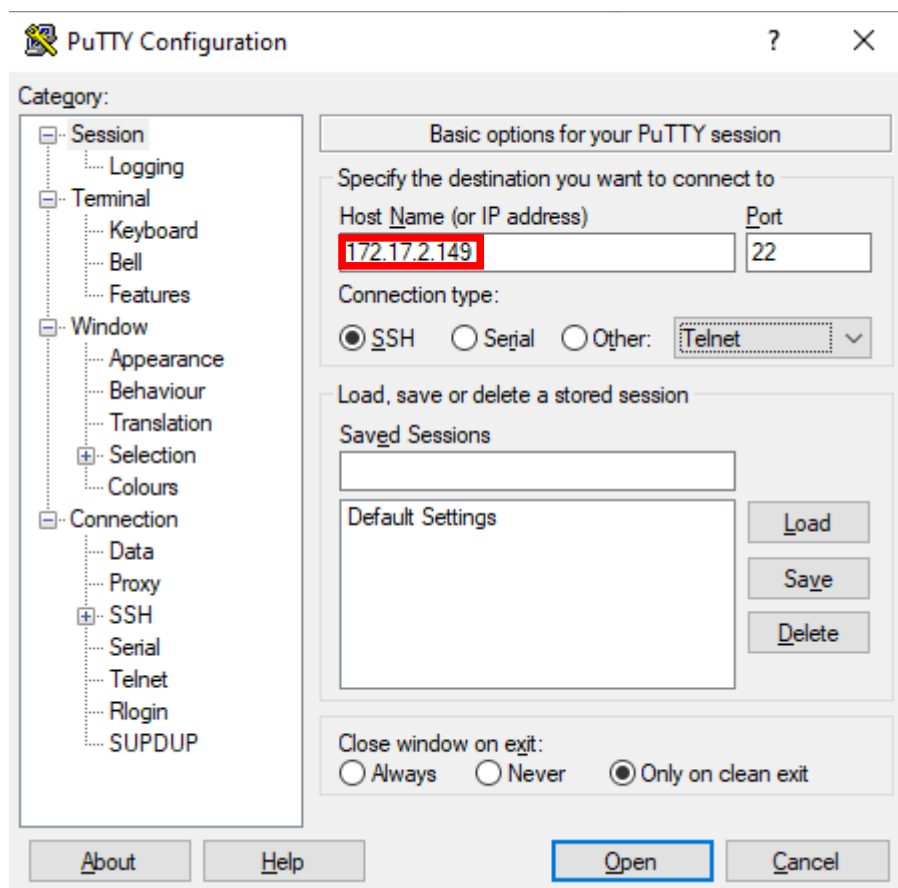 PuTTY Configuration
?
Category:
Session
Logging
Terminal
Keyboard
Bell
Features
Window
Appearance
Behaviour
Translation
Selection
Colours
Connection
Data
Proxy
SSH
Serial
Telnet
Rlogin
SUPDUP
Basic options for your PuTTY session
Specify the destination you want to connect to
Host Name (or IP address) Port
172.17.2.149 22
Connection type:
SSH Serial Other: Telnet
Load, save or delete a stored session
Saved Sessions
Default Settings
Load
Save
Delete
Close window on exit:
Always Never Only on clean exit
About Help Open Cancel